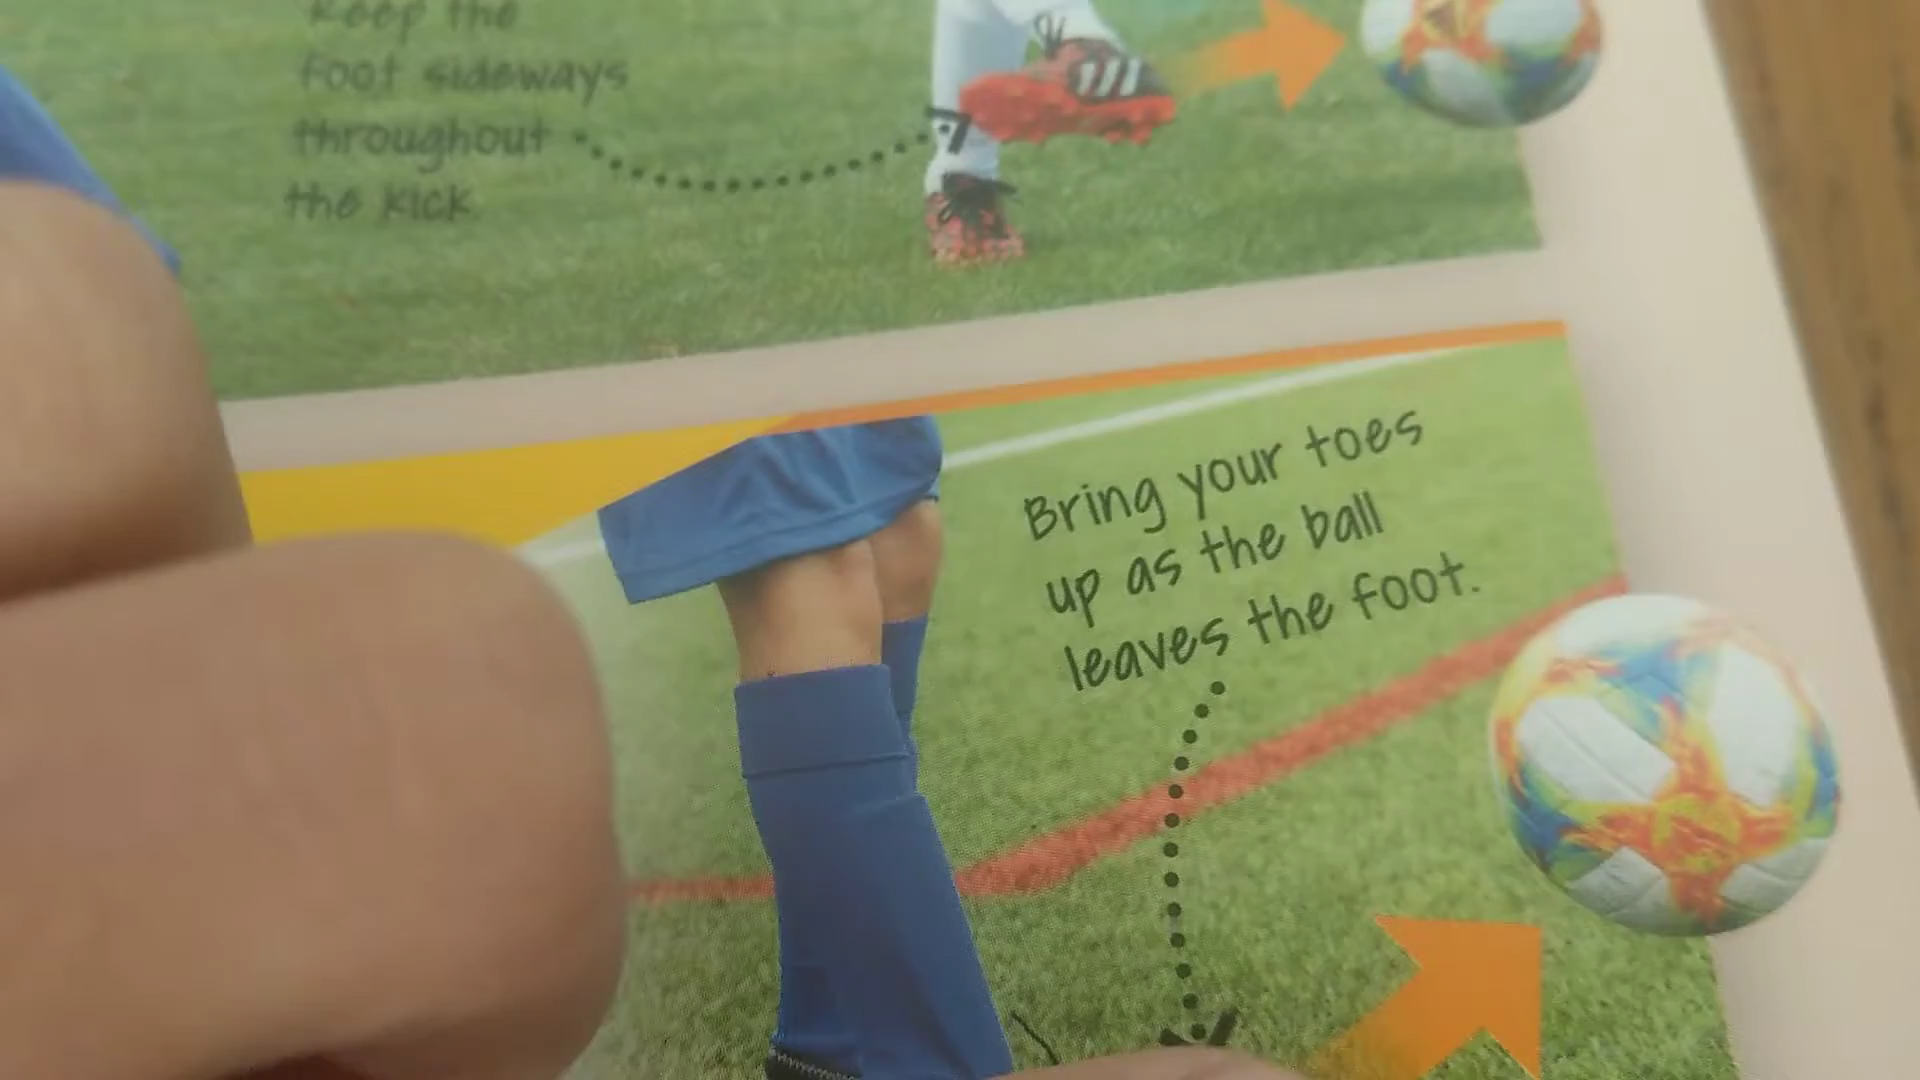 Keep the
foot sideways
throughout
the kick.
Bring your toes
up as the ball
leaves the foot.